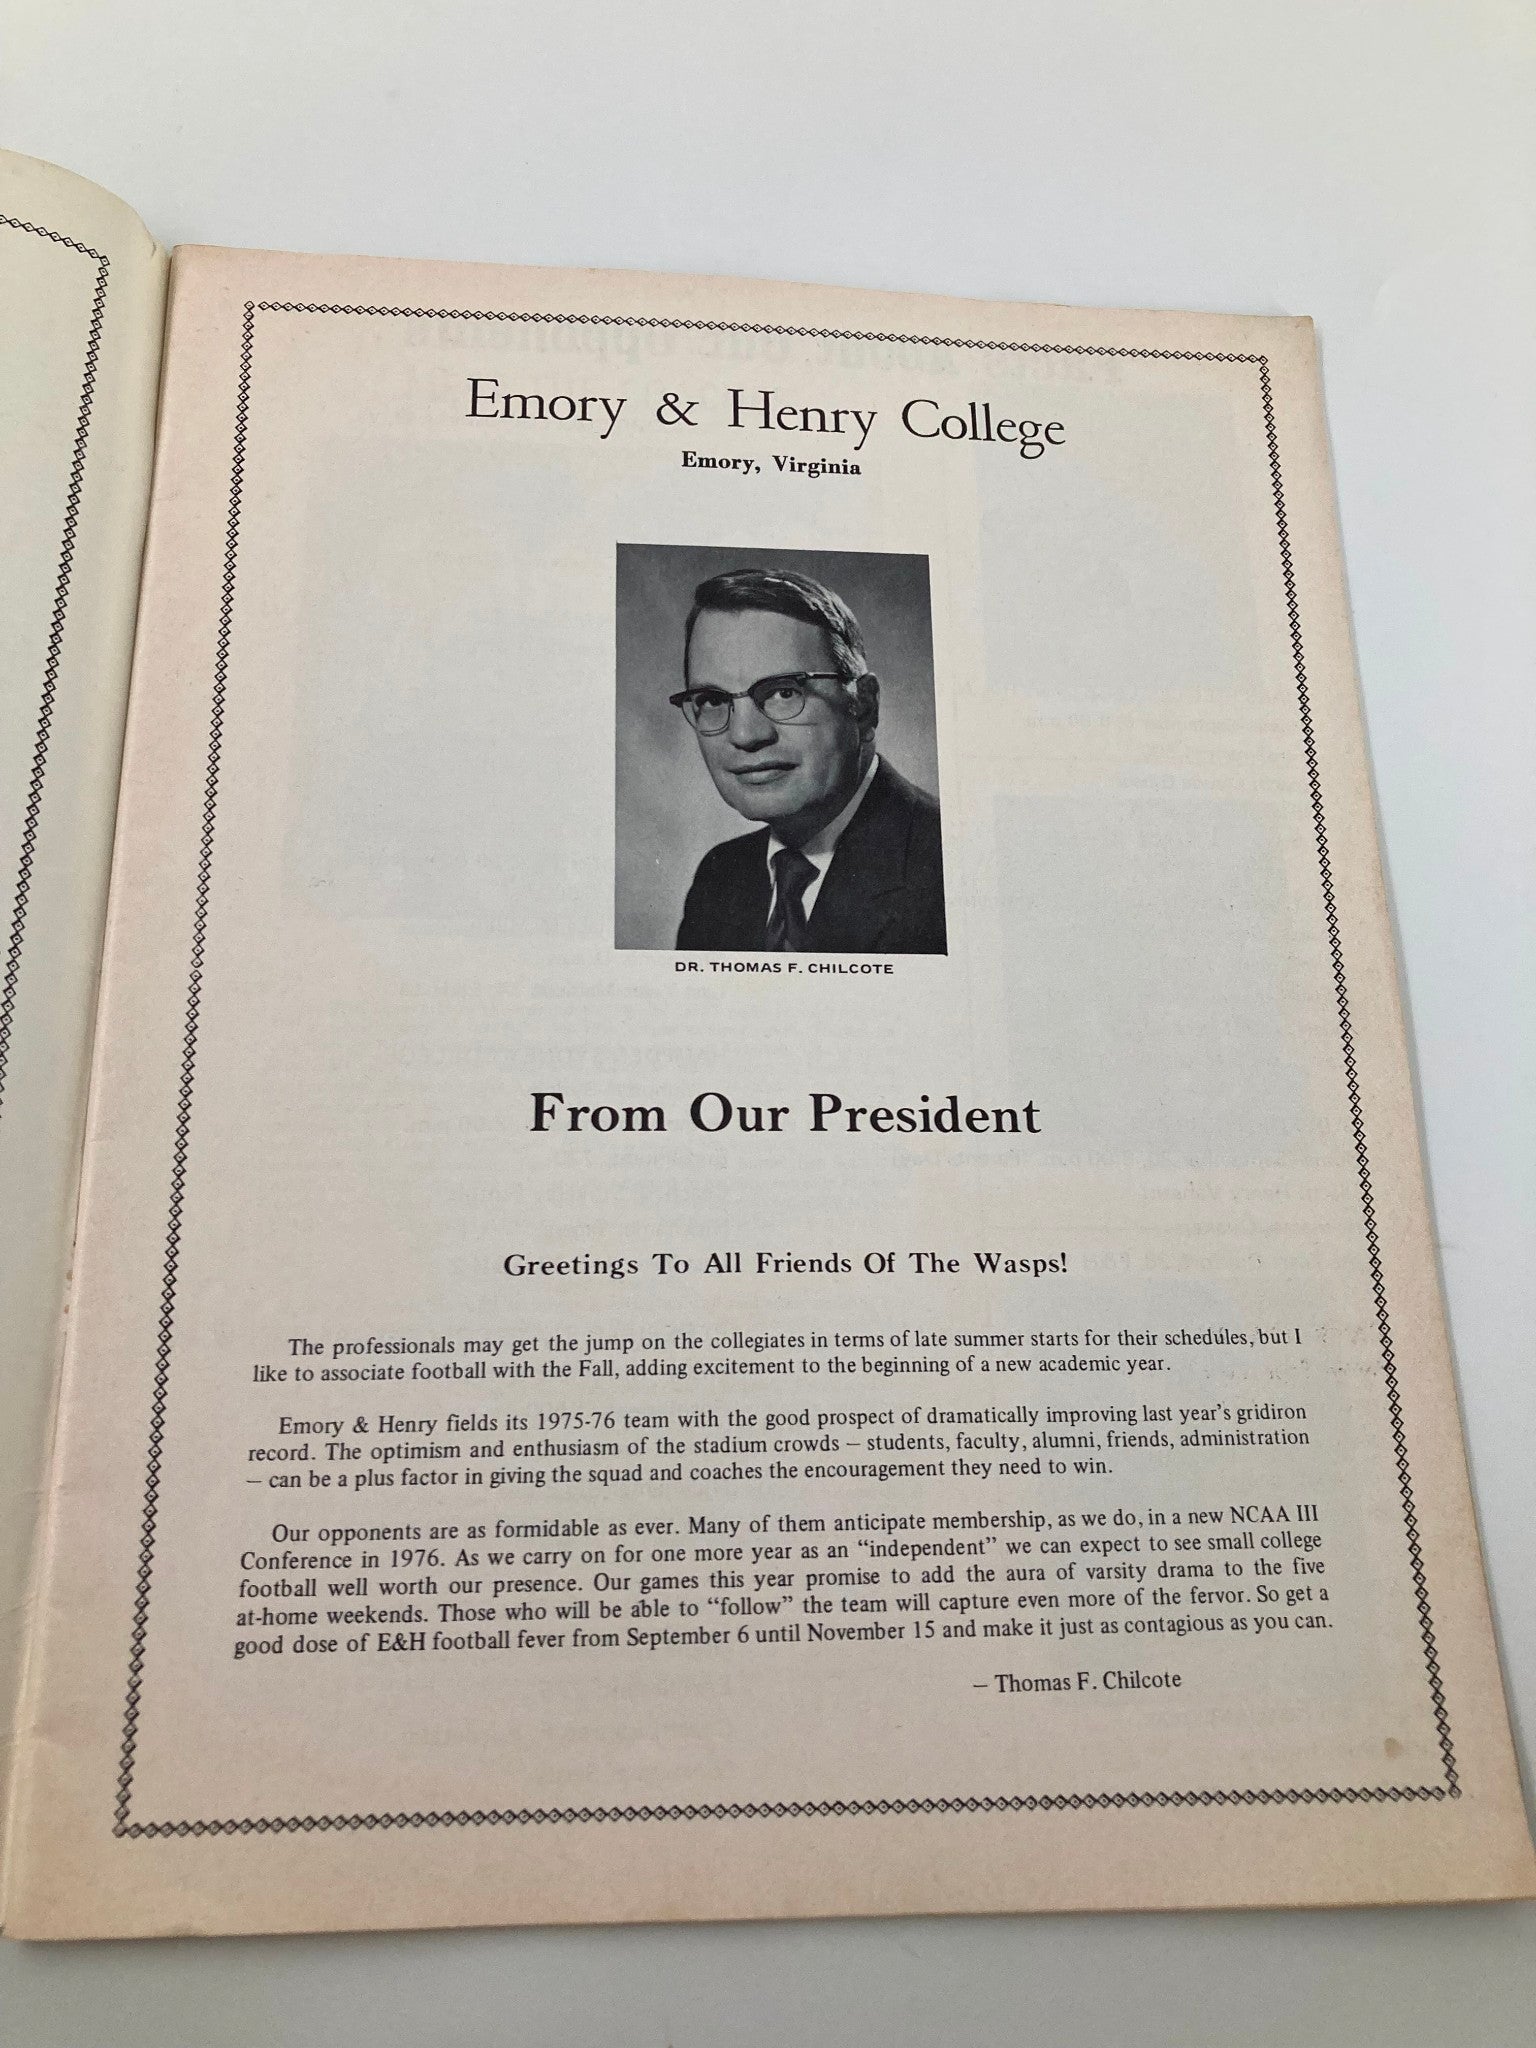 Emory & Henry College
Emory, Virginia
DR. THOMAS F. CHILCOTE
From Our President
Greetings To All Friends Of The Wasps!
The professionals may get the jump on the collegiates in terms of late summer starts for their schedules, but I
like to associate football with the Fall, adding excitement to the beginning of a new academic year.
Emory & Henry fields its 1975-76 team with the good prospect of dramatically improving last year's gridiron
record. The optimism and enthusiasm of the stadium crowds – students, faculty, alumni, friends, administration
– can be a plus factor in giving the squad and coaches the encouragement they need to win.
Our opponents are as formidable as ever. Many of them anticipate membership, as we do, in a new NCAA III
Conference in 1976. As we carry on for one more year as an “independent” we can expect to see small college
football well worth our presence. Our games this year promise to add the aura of varsity drama to the five
at-home weekends. Those who will be able to “follow” the team will capture even more of the fervor. So get a
good dose of E&H football fever from September 6 until November 15 and make it just as contagious as you can.
– Thomas F. Chilcote